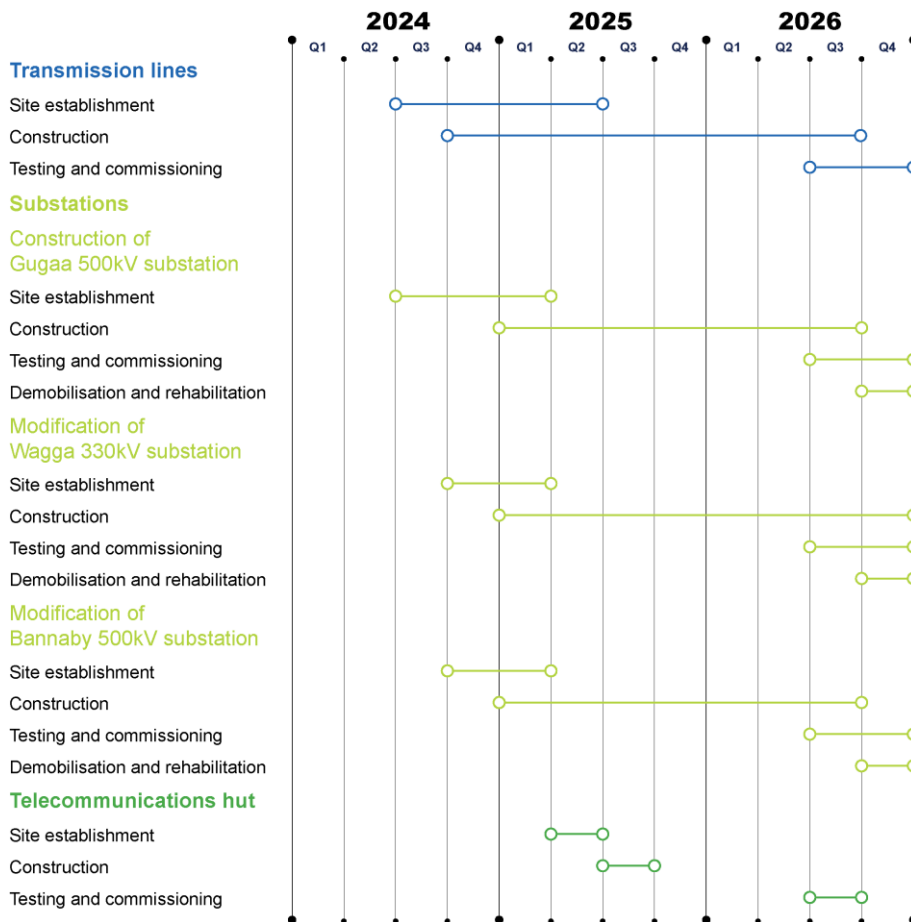 2024 2025 2026
Q1 Q2 Q3 Q4 Q1 Q2 Q3 Q4 Q1 Q2 Q3 Q4
Transmission lines
Site establishment
Construction
Testing and commissioning
Substations
Construction of
Gugaa 500kV substation
Site establishment
Construction
Testing and commissioning
Demobilisation and rehabilitation
Modification of
Wagga 330kV substation
Site establishment
Construction
Testing and commissioning
Demobilisation and rehabilitation
Modification of
Bannaby 500kV substation
Site establishment
Construction
Testing and commissioning
Demobilisation and rehabilitation
Telecommunications hut
Site establishment
Construction
Testing and commissioning